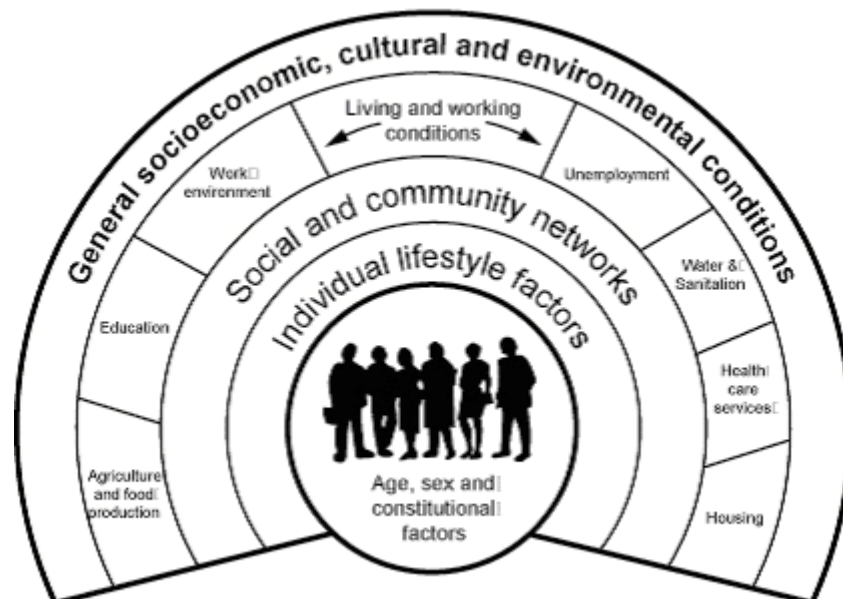 General socioeconomic, cultural and environmental conditions
Living and working
conditions
Work
environment
Unemployment
Education
Water &
Sanitation
Agriculture
and food
production
Health
care
services
Housing
Social and community networks
Individual lifestyle factors
Age, sex and
constitutional
factors